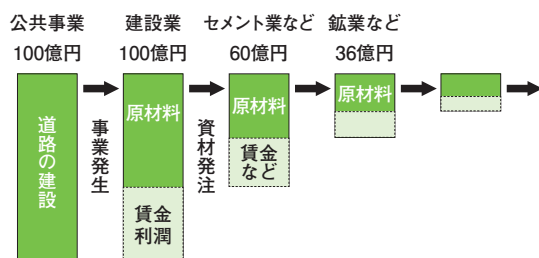 公共事業
100億円
建設業
100億円
セメント業など
60億円
鉱業など
36億円
道路の建設
事業発生
原材料
賃金
利潤
資材発注
原材料
賃金
など
原材料